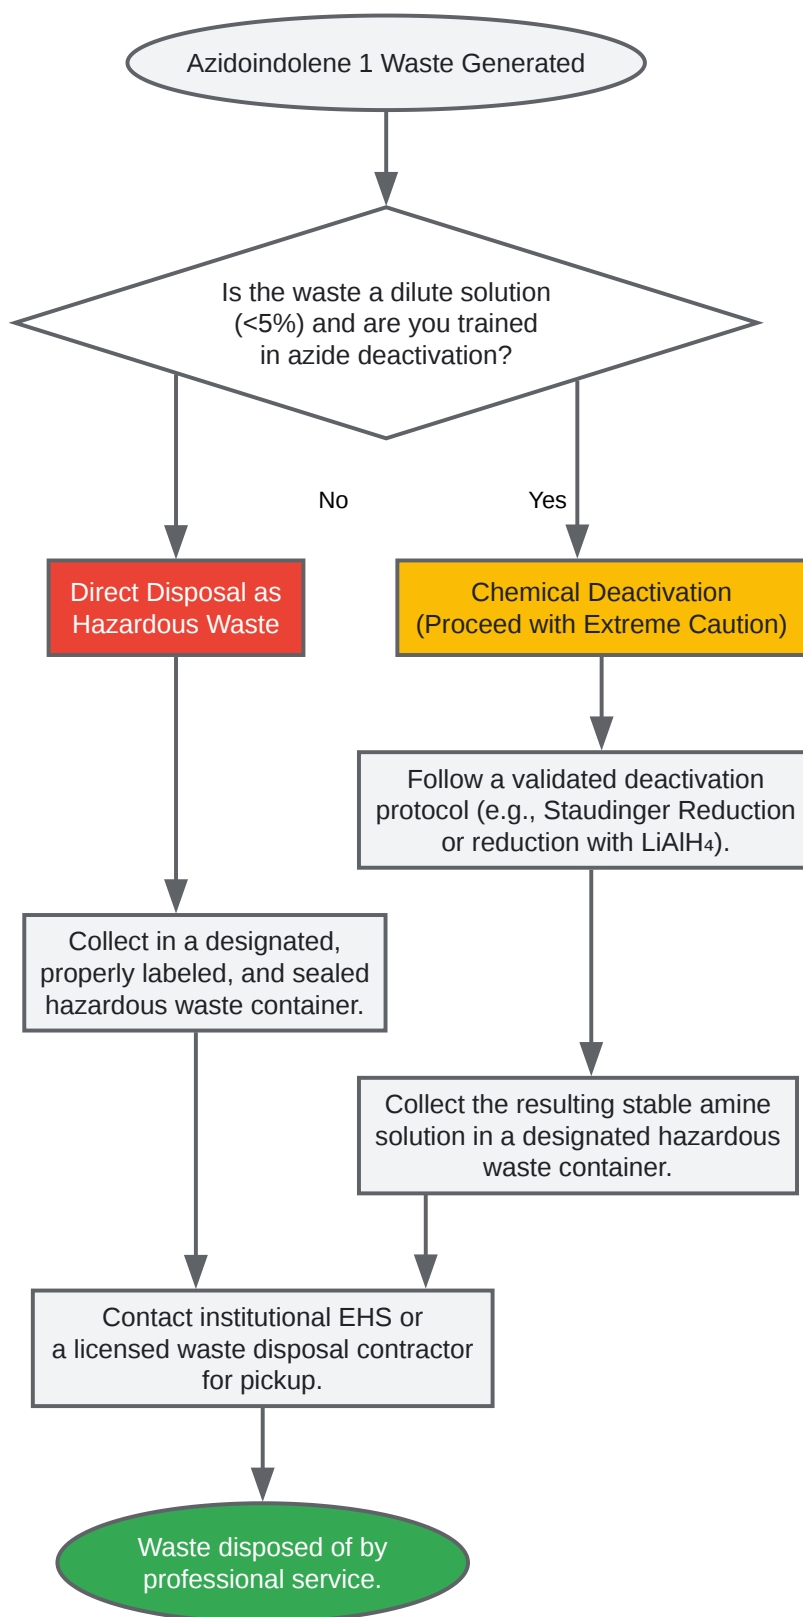 Azidoindolene 1 Waste Generated
Is the waste a dilute solution
(<5%) and are you trained
in azide deactivation?
No
Yes
Direct Disposal as
Hazardous Waste
Chemical Deactivation
(Proceed with Extreme Caution)
Follow a validated deactivation
protocol (e.g., Staudinger Reduction
or reduction with LiAlH₄).
Collect in a designated,
properly labeled, and sealed
hazardous waste container.
Collect the resulting stable amine
solution in a designated hazardous
waste container.
Contact institutional EHS or
a licensed waste disposal contractor
for pickup.
Waste disposed of by
professional service.